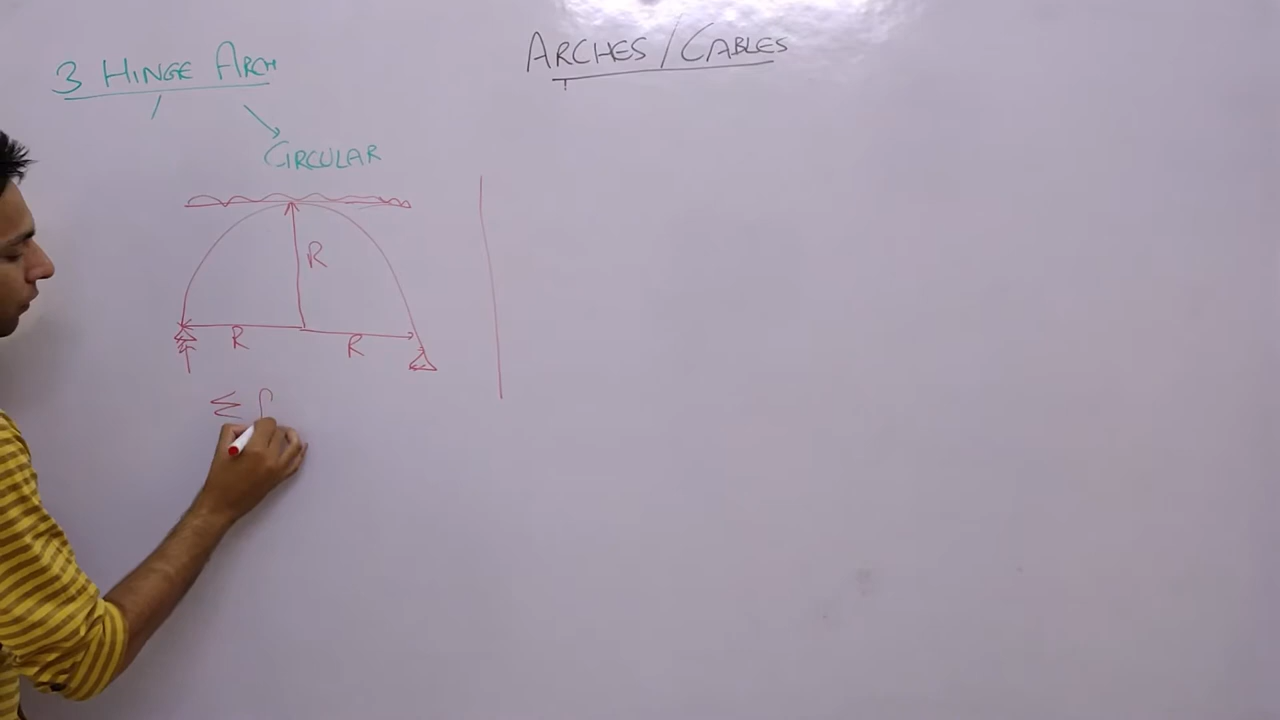 ARCHES / CABLES
3 HINGE ARCH
CIRCULAR
R
R
R
Σ